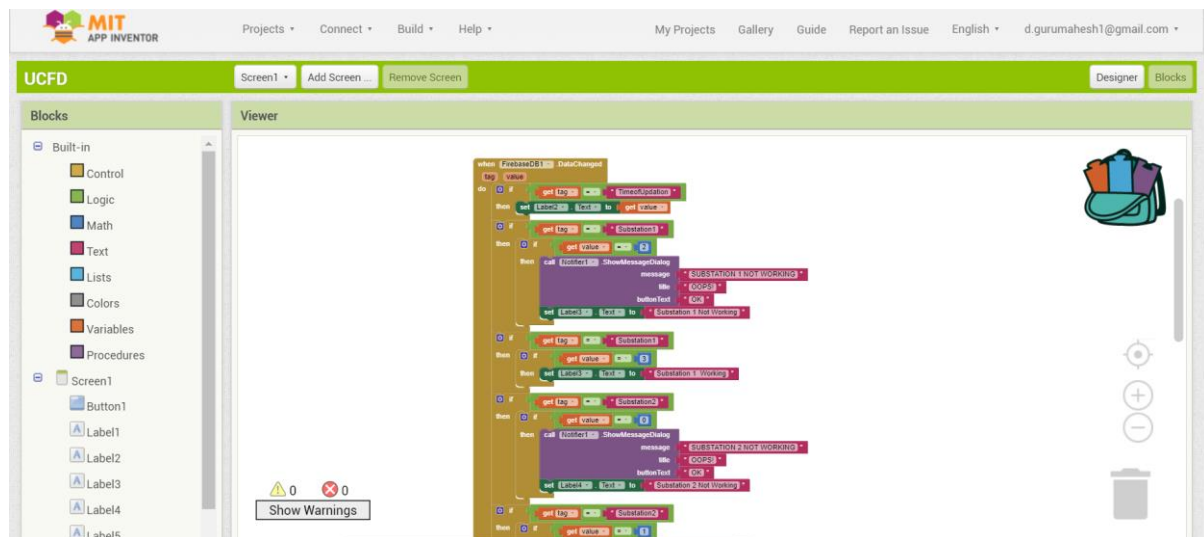 MIT
APP INVENTOR
Projects Connect Build Help My Projects Gallery Guide Report an Issue English d.gurumahesh1@gmail.com
UCFD Screen1 Add Screen ... Remove Screen Designer Blocks
Blocks Viewer
Built-in
Control
Logic
Math
Text
Lists
Colors
Variables
Procedures
Screen1
Button1
Label1
Label2
Label3
Label4
Label5
when FirebaseDB1 .DataChanged
tag value
do if get tag = " TimeofUpdation "
then set Label2 . Text to get value
if get tag = " Substation1 "
then if get value = 2
then call Notifier1 .ShowMessageDialog
message " SUBSTATION 1 NOT WORKING "
title " OOPS! "
buttonText " OK "
set Label3 . Text to " Substation 1 Not Working "
if get tag = " Substation1 "
then if get value = 3
then set Label3 . Text to " Substation 1 Working "
if get tag = " Substation2 "
then if get value = 0
then call Notifier1 .ShowMessageDialog
message " SUBSTATION 2 NOT WORKING "
title " OOPS! "
buttonText " OK "
set Label4 . Text to " Substation 2 Not Working "
if get tag = " Substation2 "
then if get value = 1
0 0
Show Warnings